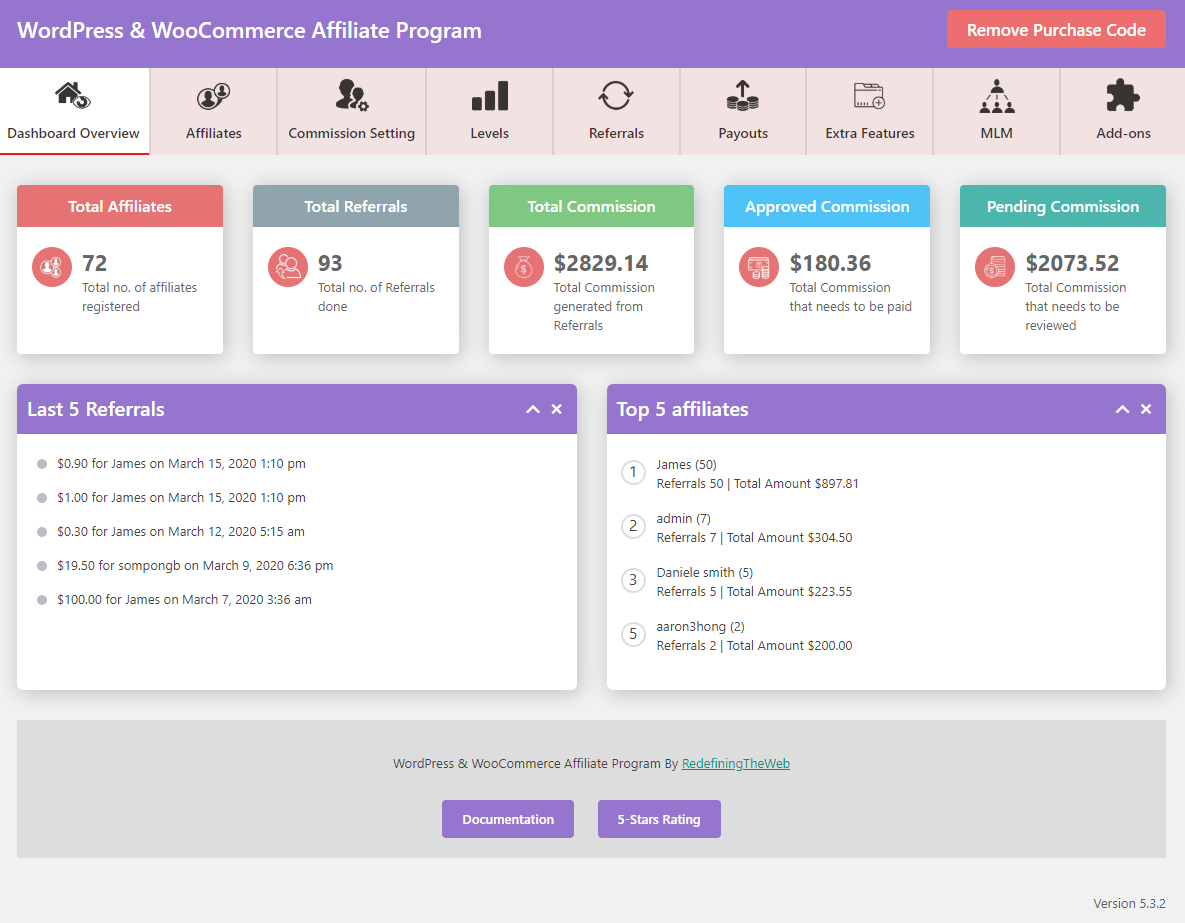 WordPress & WooCommerce Affiliate Program
Remove Purchase Code
Dashboard Overview
Affiliates
Commission Setting
Levels
Referrals
Payouts
Extra Features
MLM
Add-ons
Total Affiliates
72
Total no. of affiliates
registered
Total Referrals
93
Total no. of Referrals
done
Total Commission
$2829.14
Total Commission
generated from
Referrals
Approved Commission
$180.36
Total Commission
that needs to be paid
Pending Commission
$2073.52
Total Commission
that needs to be
reviewed
Last 5 Referrals
$0.90 for James on March 15, 2020 1:10 pm
$1.00 for James on March 15, 2020 1:10 pm
$0.30 for James on March 12, 2020 5:15 am
$19.50 for sompongb on March 9, 2020 6:36 pm
$100.00 for James on March 7, 2020 3:36 am
Top 5 affiliates
1
James (50)
Referrals 50 | Total Amount $897.81
2
admin (7)
Referrals 7 | Total Amount $304.50
3
Daniele smith (5)
Referrals 5 | Total Amount $223.55
5
aaron3hong (2)
Referrals 2 | Total Amount $200.00
WordPress & WooCommerce Affiliate Program By RedefiningTheWeb
Documentation
5-Stars Rating
Version 5.3.2